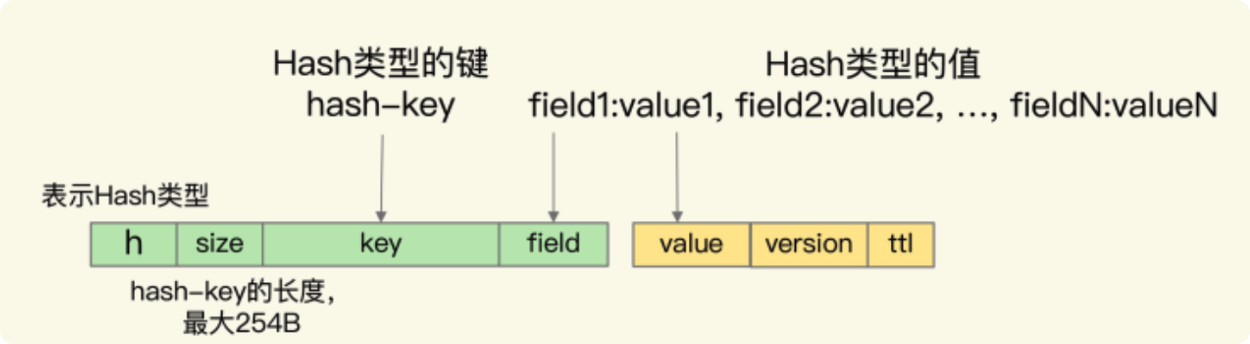 Hash类型的键
hash-key
Hash类型的值
field1:value1, field2:value2, …, fieldN:valueN
表示Hash类型
h
size
key
field
value
version
ttl
hash-key的长度，
最大254B